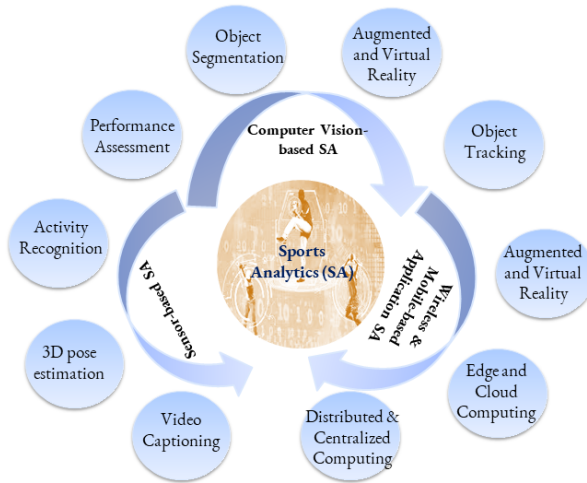 Object
Segmentation
Augmented
and Virtual
Reality
Performance
Assessment
Computer Vision-
based SA
Object
Tracking
Activity
Recognition
Sports
Analytics (SA)
Sensor-based SA
Wireless &
Mobile-based
Application SA
Augmented
and Virtual
Reality
3D pose
estimation
Edge and
Cloud
Computing
Video
Captioning
Distributed &
Centralized
Computing